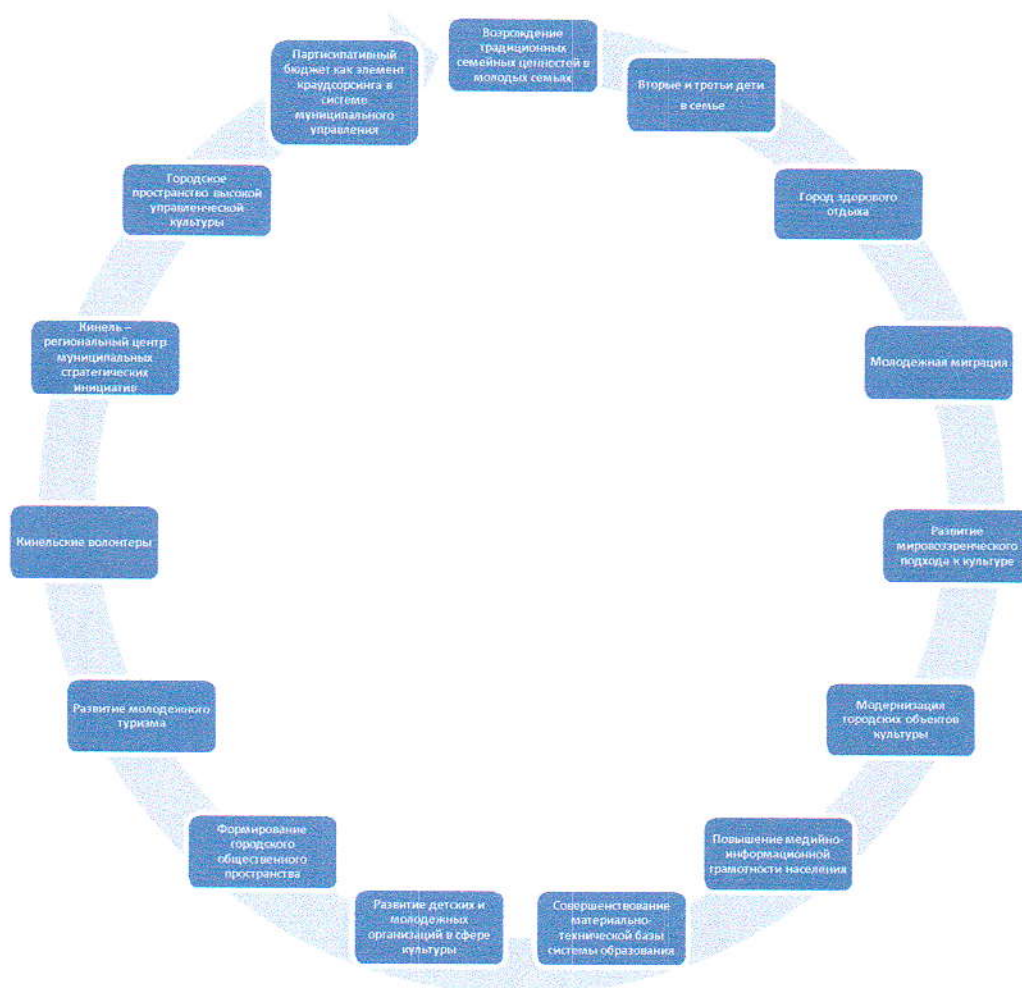 Возрождение
традиционных
семейных ценностей в
молодых семьях
Вторые и третьи дети
в семье
Город здорового
отдыха
Молодежная миграция
Развитие
мировоззренческого
подхода к культуре
Модернизация
городских объектов
культуры
Повышение медийно-
информационной
грамотности населения
Совершенствование
материально-
технической базы
системы образования
Развитие детских и
молодежных
организаций в сфере
культуры
Формирование
городского
общественного
пространства
Развитие молодежного
туризма
Кинельские волонтеры
Кинель –
региональный центр
муниципальных
стратегических
инициатив
Городское
пространство высокой
управленческой
культуры
Партисипативный
бюджет как элемент
краудсорсинга в
системе
муниципального
управления